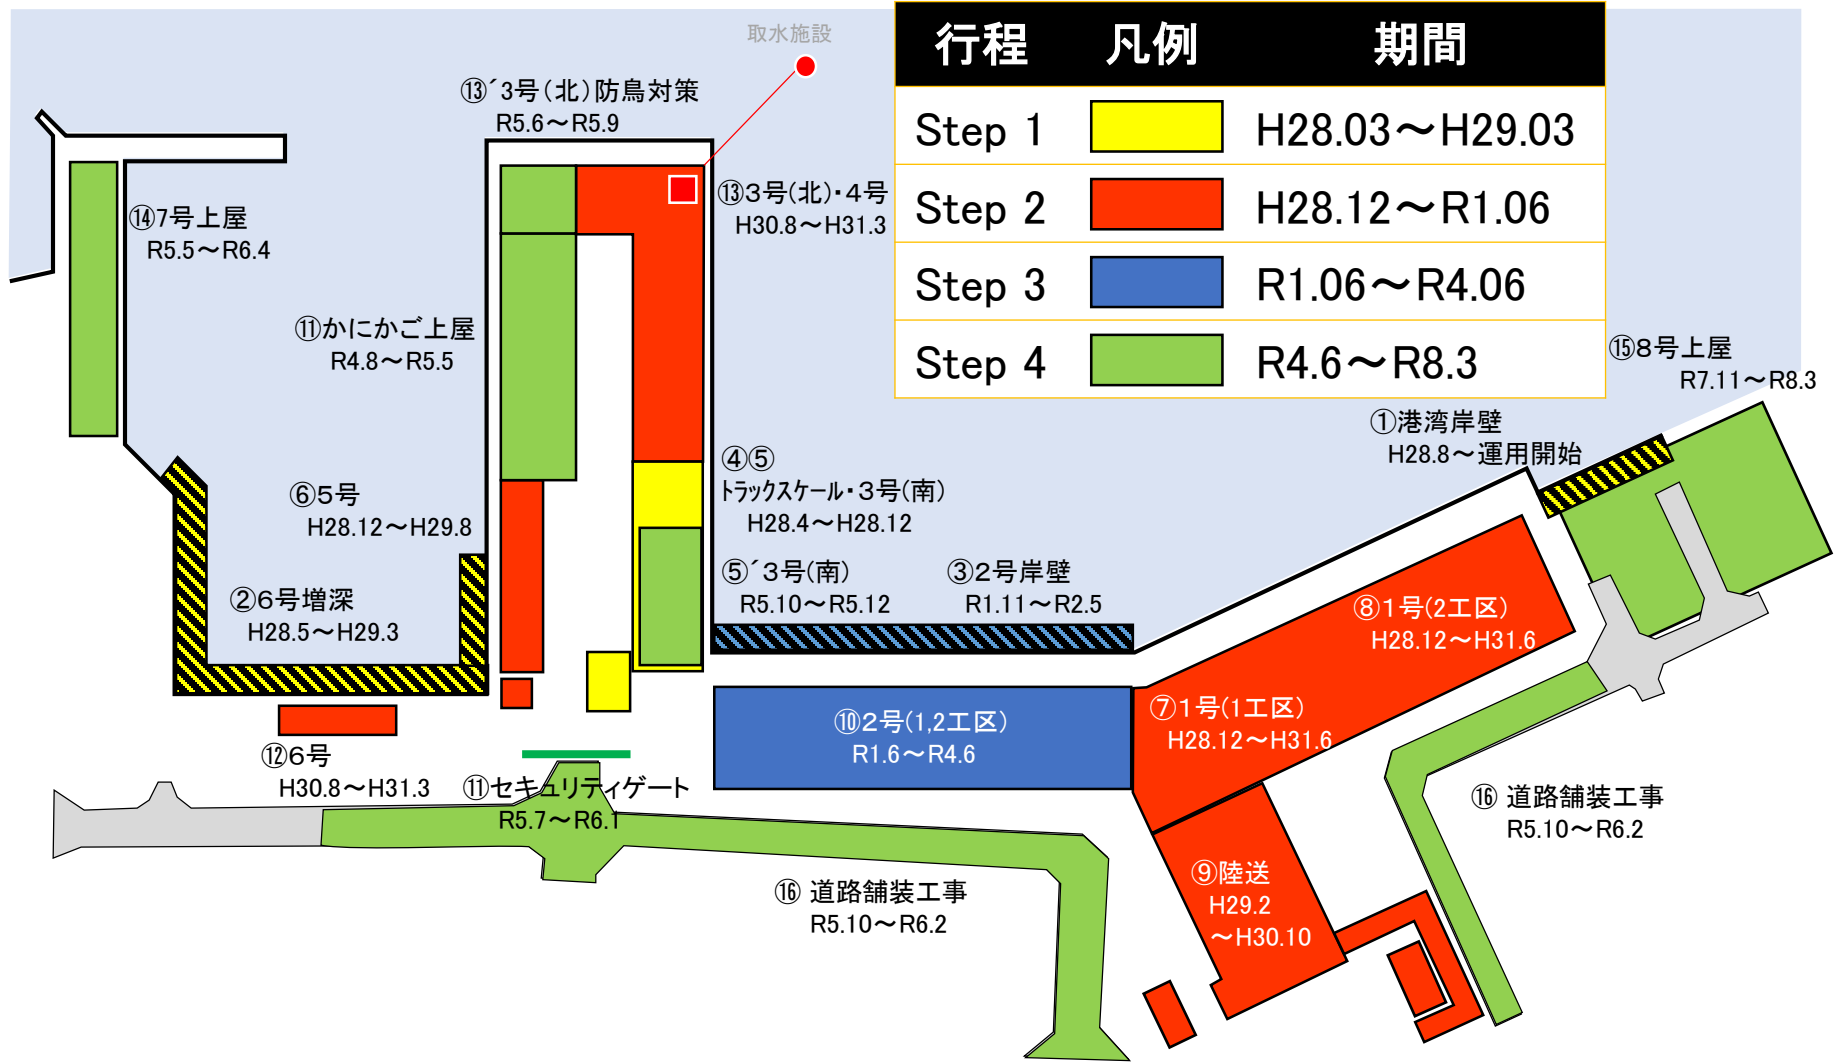 取水施設
行程 凡例 期間
Step 1 H28.03～H29.03
Step 2 H28.12～R1.06
Step 3 R1.06～R4.06
Step 4 R4.6～R8.3
⑬´3号(北)防鳥対策
R5.6～R5.9
⑬3号(北)・4号
H30.8～H31.3
⑭7号上屋
R5.5～R6.4
⑪かにかご上屋
R4.8～R5.5
⑮8号上屋
R7.11～R8.3
①港湾岸壁
H28.8～運用開始
④⑤
トラックスケール・3号(南)
H28.4～H28.12
⑥5号
H28.12～H29.8
⑤´3号(南)
R5.10～R5.12
③2号岸壁
R1.11～R2.5
②6号増深
H28.5～H29.3
⑧1号(2工区)
H28.12～H31.6
⑦1号(1工区)
H28.12～H31.6
⑩2号(1,2工区)
R1.6～R4.6
⑫6号
H30.8～H31.3
⑪セキュリティゲート
R5.7～R6.1
⑯ 道路舗装工事
R5.10～R6.2
⑨陸送
H29.2
～H30.10
⑯ 道路舗装工事
R5.10～R6.2